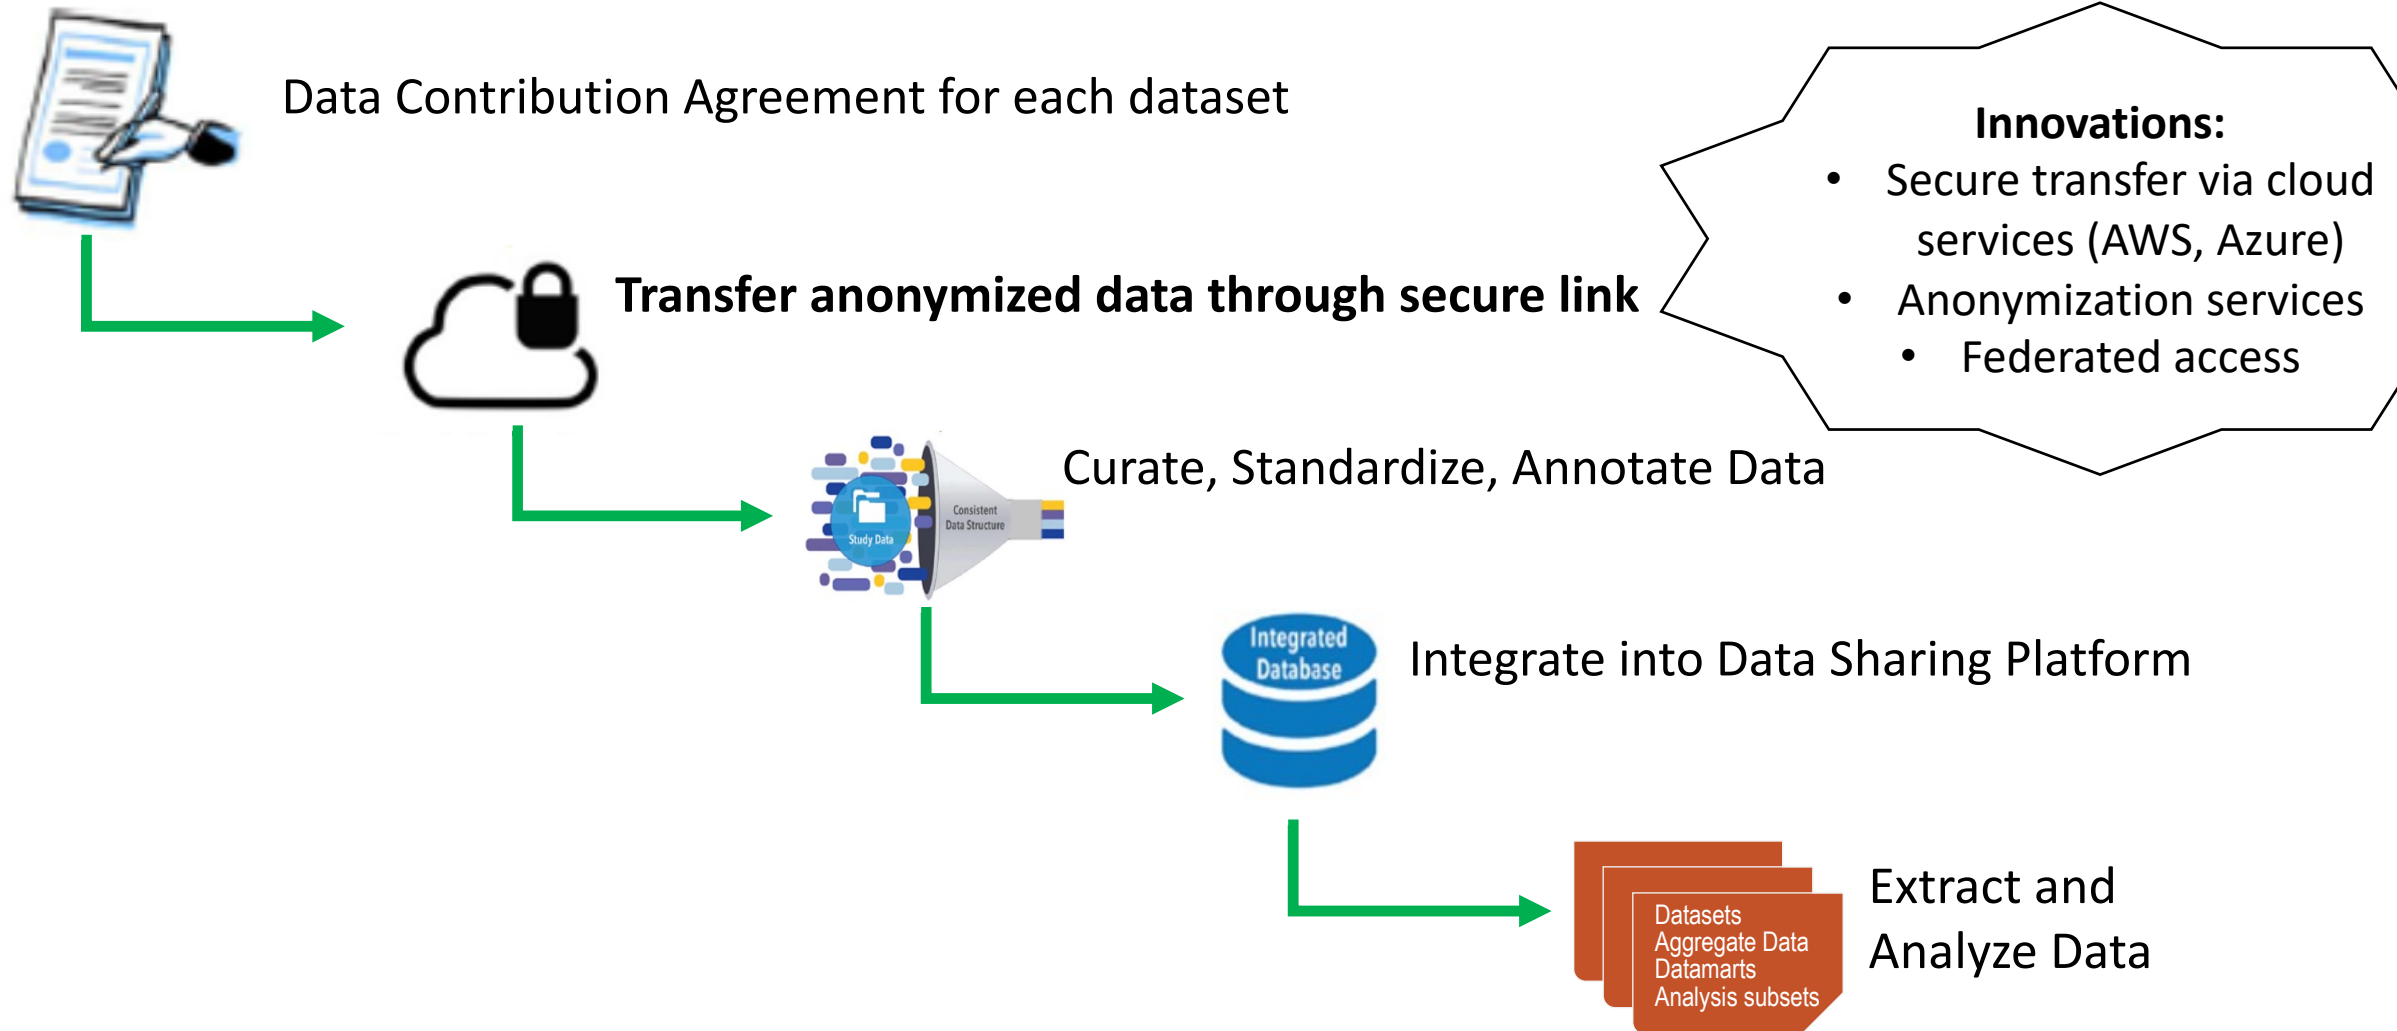 Data Contribution Agreement for each dataset
Innovations:
• Secure transfer via cloud
services (AWS, Azure)
• Anonymization services
• Federated access
Transfer anonymized data through secure link
Curate, Standardize, Annotate Data
Study Data
Consistent
Data Structure
Integrated
Database
Integrate into Data Sharing Platform
Datasets
Aggregate Data
Datamarts
Analysis subsets
Extract and
Analyze Data